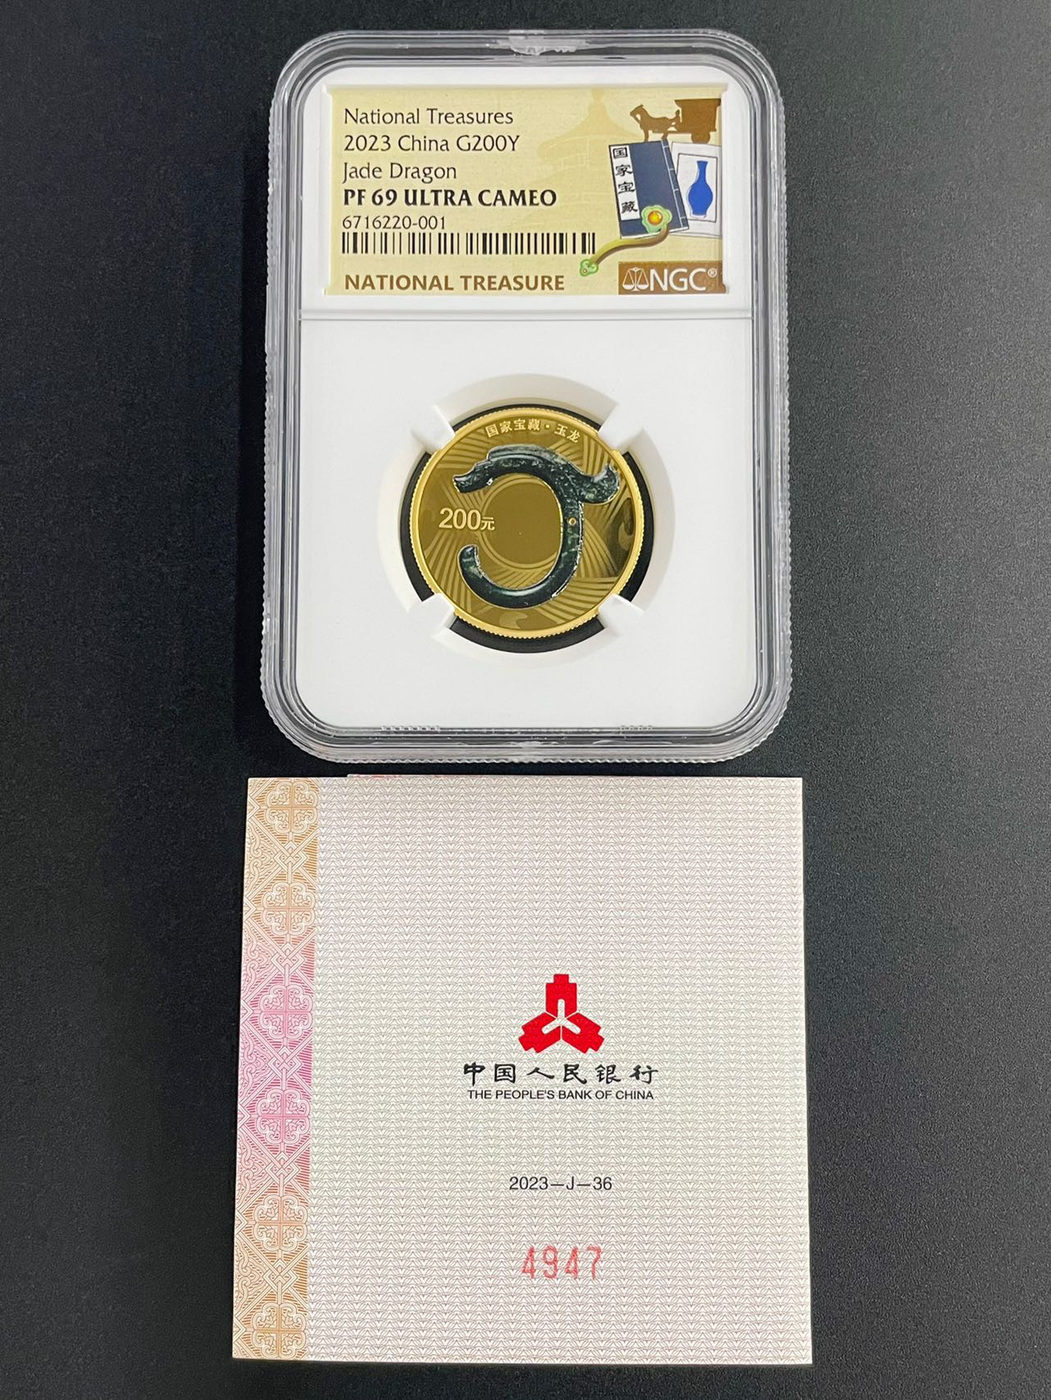 National Treasures
2023 China G200Y
Jade Dragon
PF 69 ULTRA CAMEO
6716220-001
NATIONAL TREASURE
国家宝藏
NGC®
国家宝藏·玉龙
200元
中国人民银行
THE PEOPLE'S BANK OF CHINA
2023—J—36
4947